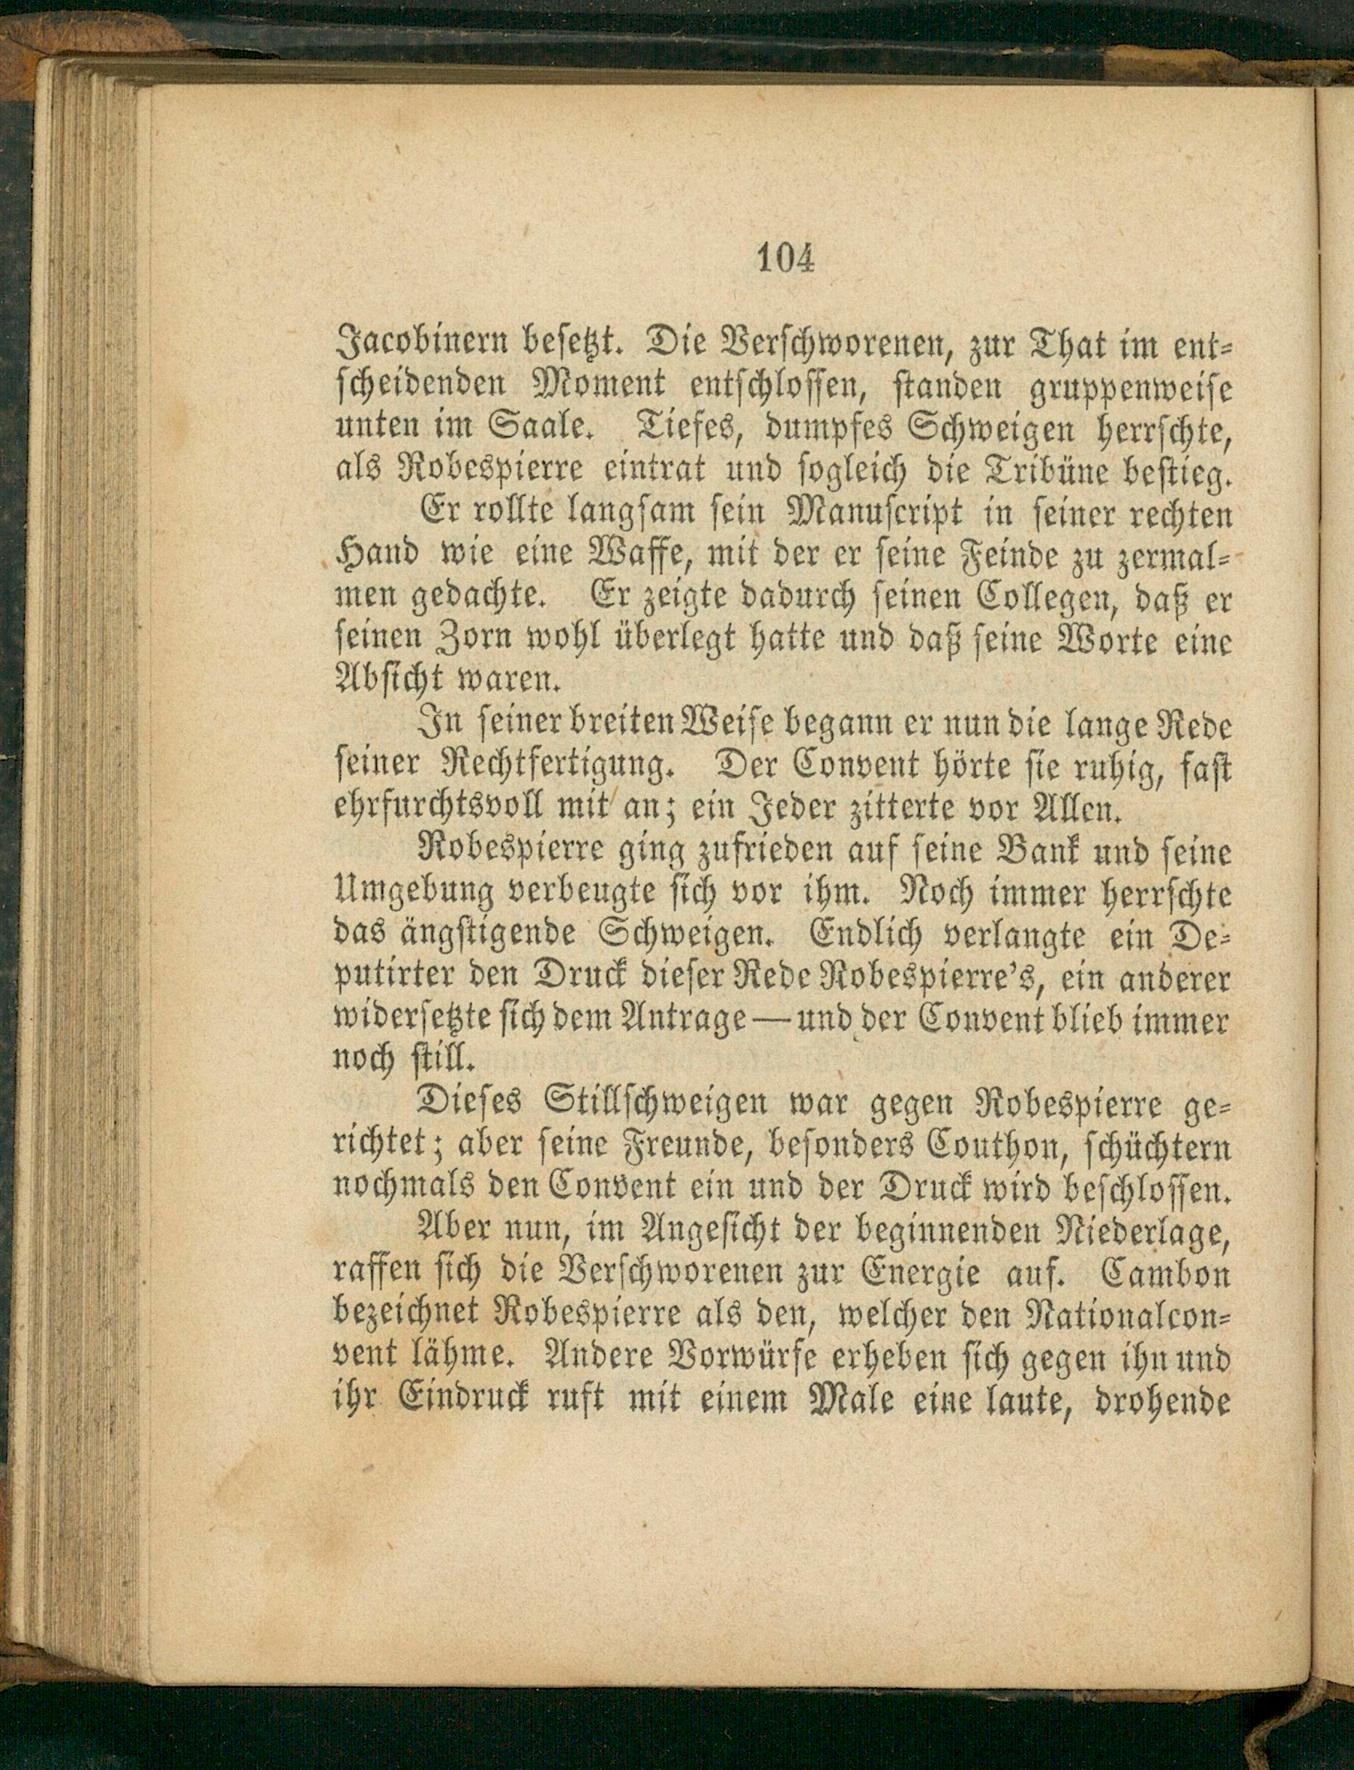 104
Jacobinern besetzt. Die Verschworenen, zur That im ent-
scheidenden Moment entschlossen, standen gruppenweise
unten im Saale. Tiefes, dumpfes Schweigen herrschte,
als Robespierre eintrat und sogleich die Tribüne bestieg.
Er rollte langsam sein Manuscript in seiner rechten
Hand wie eine Waffe, mit der er seine Feinde zu zermal-
men gedachte. Er zeigte dadurch seinen Collegen, daß er
seinen Zorn wohl überlegt hatte und daß seine Worte eine
Absicht waren.
In seiner breiten Weise begann er nun die lange Rede
seiner Rechtfertigung. Der Convent hörte sie ruhig, fast
ehrfurchtsvoll mit an; ein Jeder zitterte vor Allen.
Robespierre ging zufrieden auf seine Bank und seine
Umgebung verbeugte sich vor ihm. Noch immer herrschte
das ängstigende Schweigen. Endlich verlangte ein De-
putirter den Druck dieser Rede Robespierre's, ein anderer
widersetzte sich dem Antrage — und der Convent blieb immer
noch still.
Dieses Stillschweigen war gegen Robespierre ge-
richtet; aber seine Freunde, besonders Couthon, schüchtern
nochmals den Convent ein und der Druck wird beschlossen.
Aber nun, im Angesicht der beginnenden Niederlage,
raffen sich die Verschworenen zur Energie auf. Cambon
bezeichnet Robespierre als den, welcher den Nationalcon-
vent lähme. Andere Vorwürfe erheben sich gegen ihn und
ihr Eindruck ruft mit einem Male eine laute, drohende